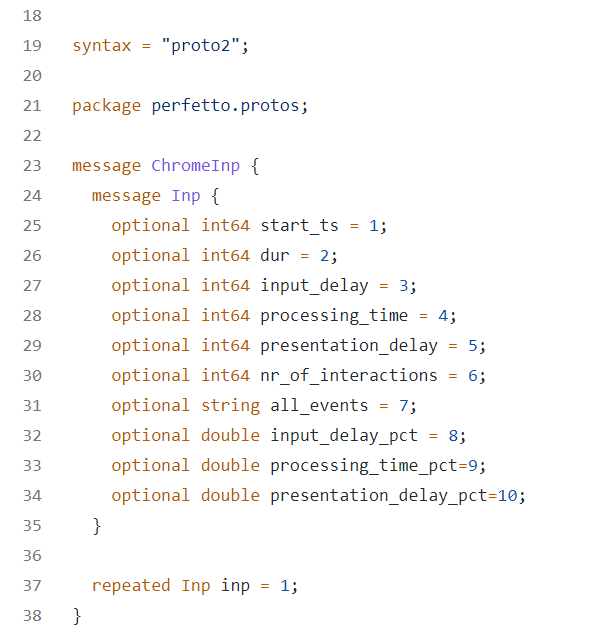 18
19 syntax = "proto2";
20
21 package perfetto.protos;
22
23 message ChromeInp {
24   message Inp {
25     optional int64 start_ts = 1;
26     optional int64 dur = 2;
27     optional int64 input_delay = 3;
28     optional int64 processing_time = 4;
29     optional int64 presentation_delay = 5;
30     optional int64 nr_of_interactions = 6;
31     optional string all_events = 7;
32     optional double input_delay_pct = 8;
33     optional double processing_time_pct=9;
34     optional double presentation_delay_pct=10;
35   }
36
37   repeated Inp inp = 1;
38 }